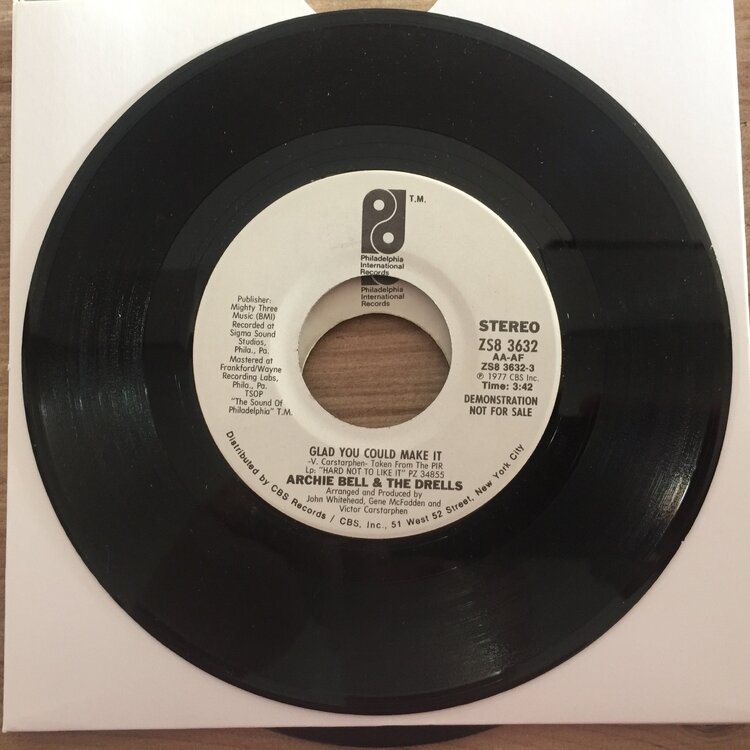 T.M.
Philadelphia
International
Records
Philadelphia
International
Records
Publisher:
Mighty Three
Music (BMI)
Recorded at
Sigma Sound
Studios,
Phila., Pa.
Mastered at
Frankford/Wayne
Recording Labs,
Phila., Pa.
TSOP
"The Sound Of
Philadelphia" T.M.
STEREO
ZS8 3632
AA-AF
ZS8 3632-3
℗ 1977 CBS Inc.
Time: 3:42
DEMONSTRATION
NOT FOR SALE
GLAD YOU COULD MAKE IT
-V. Carstarphen- Taken From The PIR
Lp: "HARD NOT TO LIKE IT" PZ 34855
ARCHIE BELL & THE DRELLS
Arranged and Produced by
John Whitehead, Gene McFadden and
Victor Carstarphen
Distributed by CBS Records / CBS, Inc., 51 West 52 Street, New York City